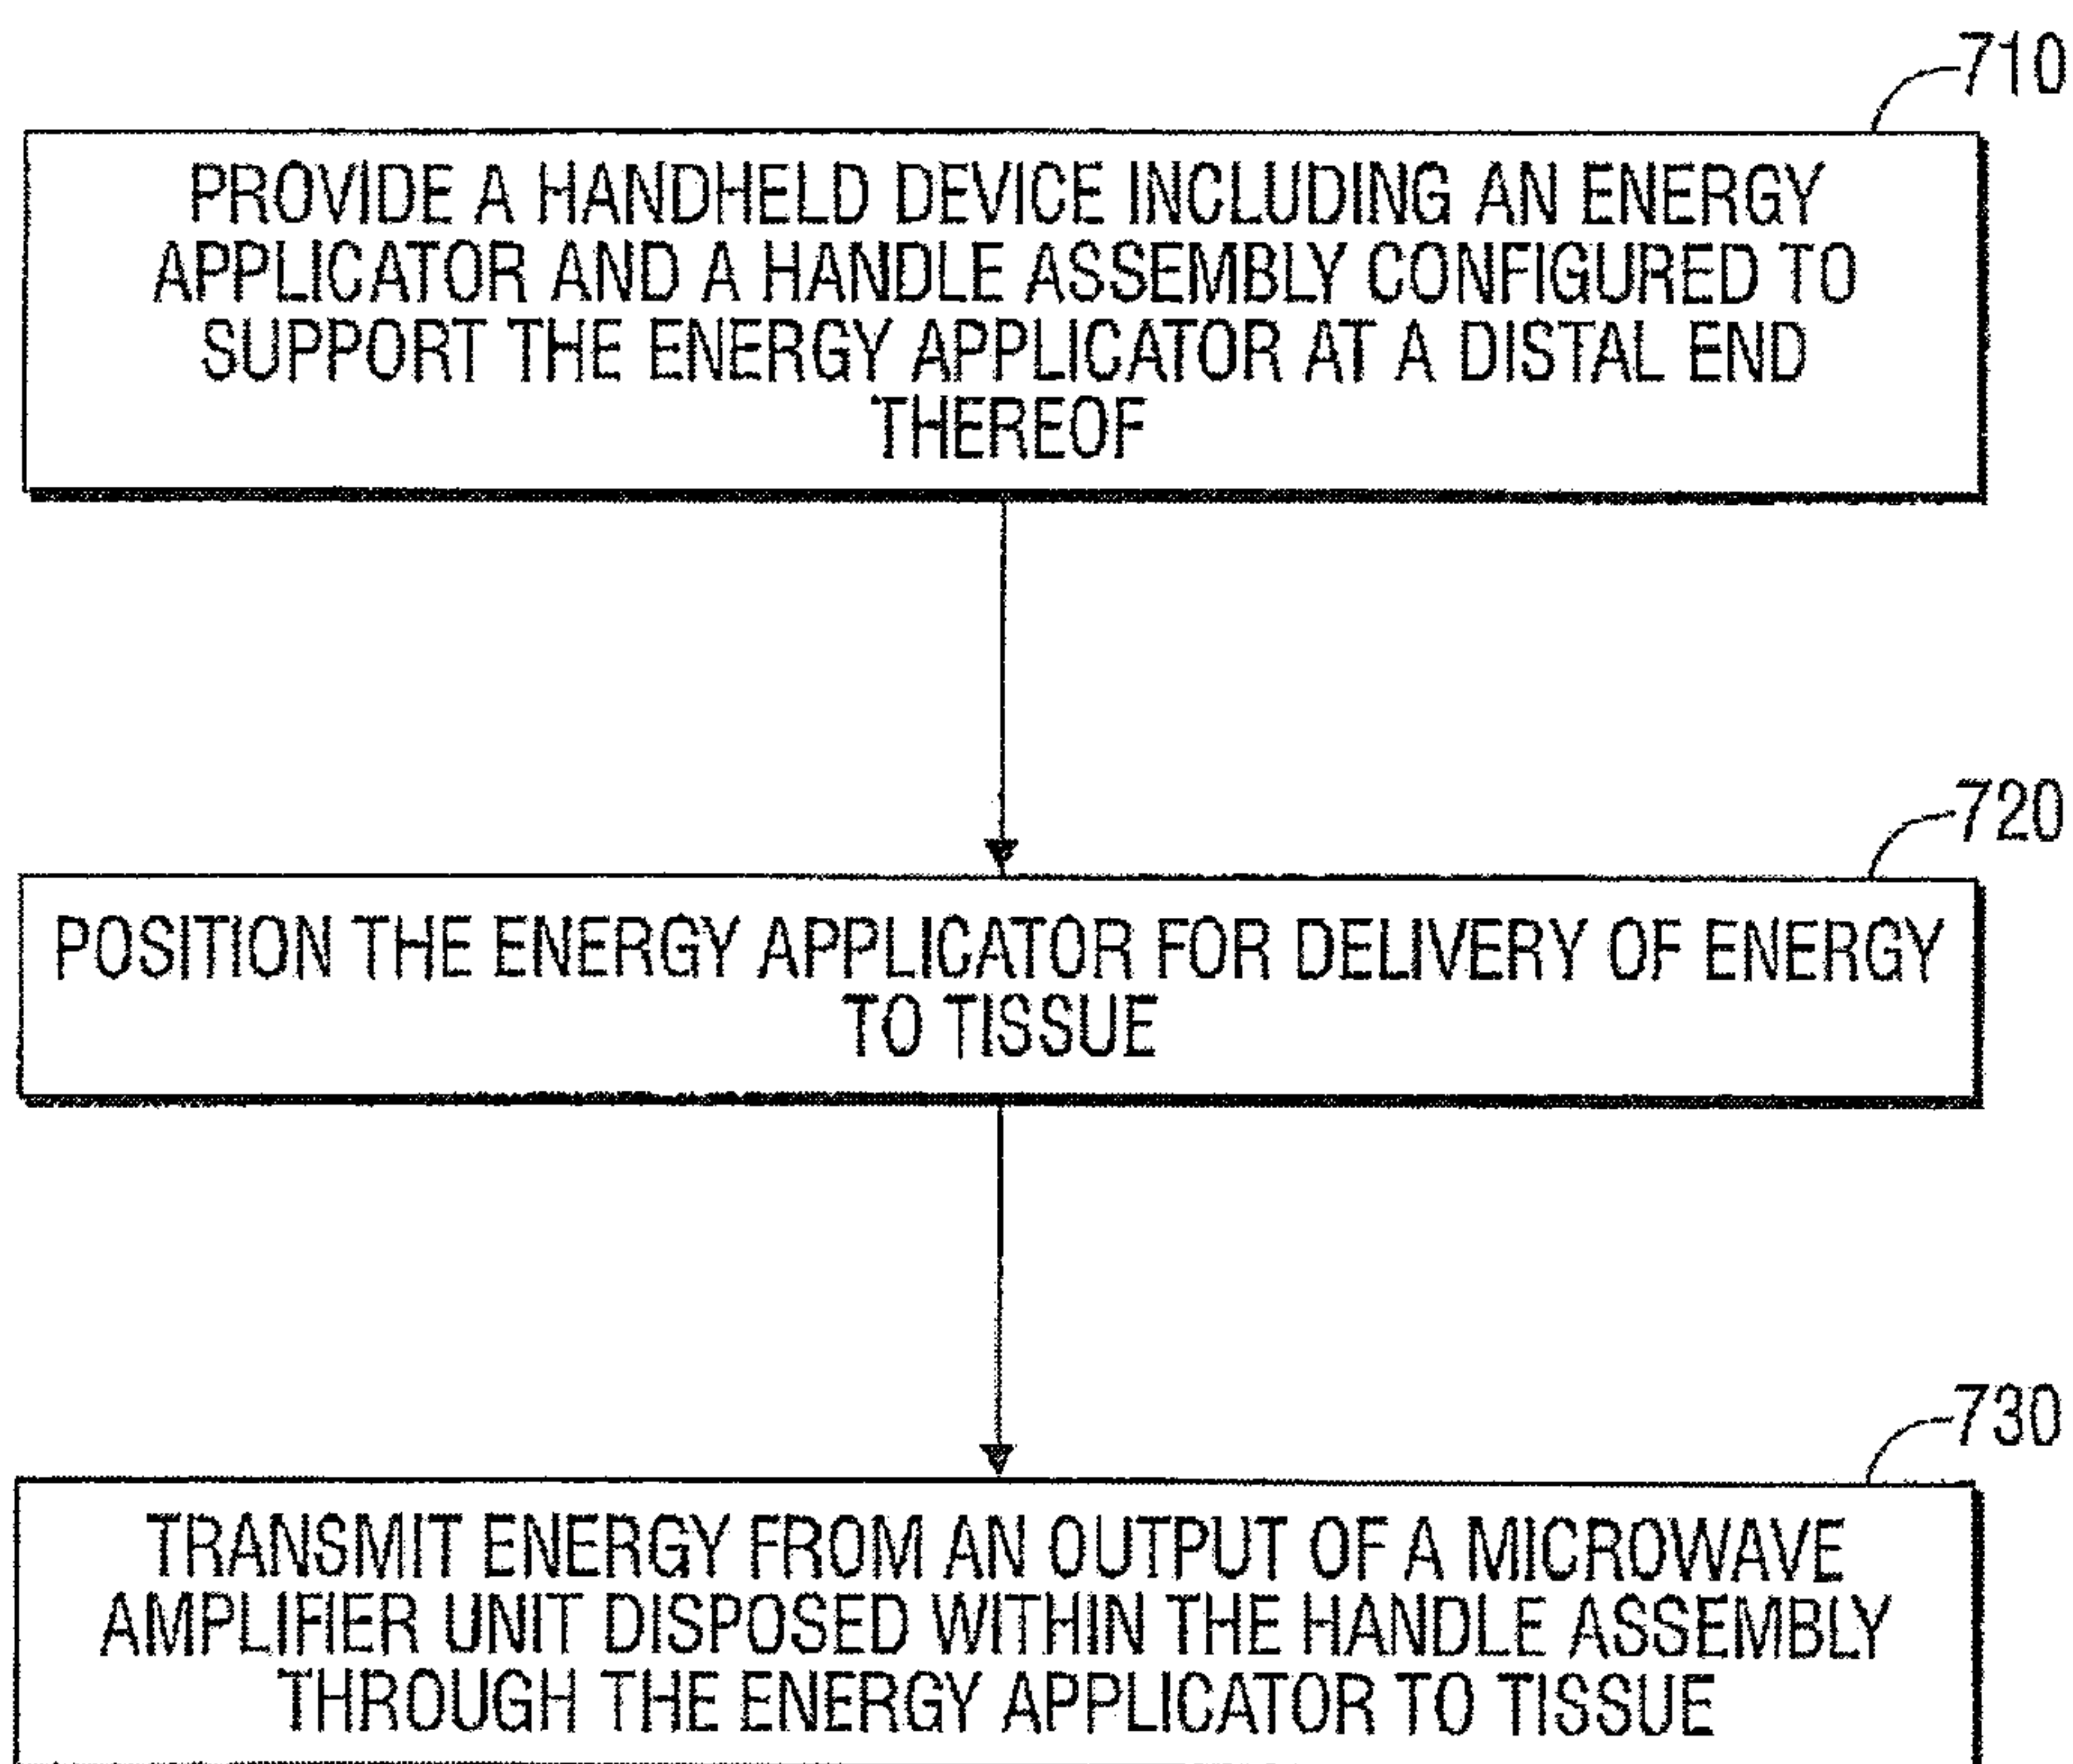 710
PROVIDE A HANDHELD DEVICE INCLUDING AN ENERGY
APPLICATOR AND A HANDLE ASSEMBLY CONFIGURED TO
SUPPORT THE ENERGY APPLICATOR AT A DISTAL END
THEREOF
720
POSITION THE ENERGY APPLICATOR FOR DELIVERY OF ENERGY
TO TISSUE
730
TRANSMIT ENERGY FROM AN OUTPUT OF A MICROWAVE
AMPLIFIER UNIT DISPOSED WITHIN THE HANDLE ASSEMBLY
THROUGH THE ENERGY APPLICATOR TO TISSUE